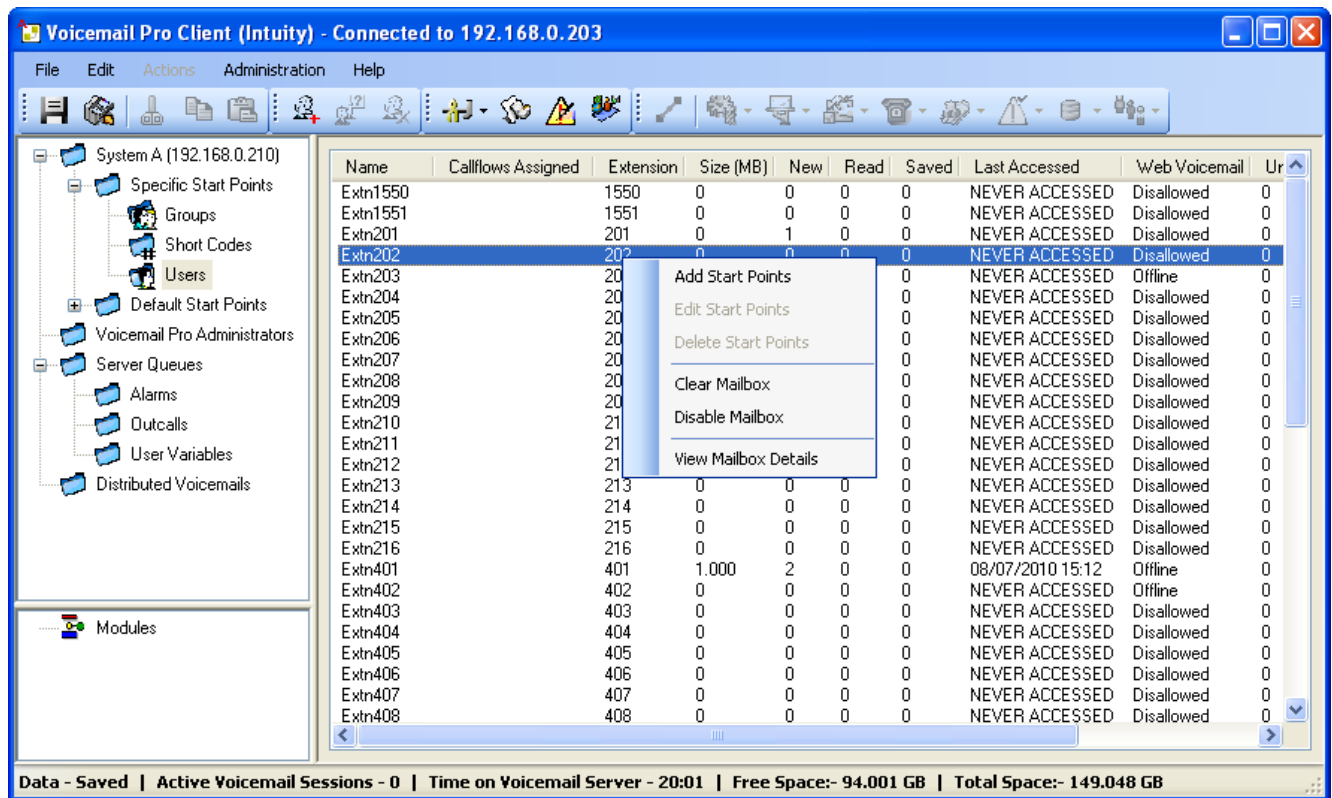 Voicemail Pro Client (Intuity) - Connected to 192.168.0.203
File Edit Actions Administration Help
System A (192.168.0.210)
Specific Start Points
Groups
Short Codes
Users
Default Start Points
Voicemail Pro Administrators
Server Queues
Alarms
Outcalls
User Variables
Distributed Voicemails
Modules
Name Callflows Assigned Extension Size (MB) New Read Saved Last Accessed Web Voicemail Ur
Extn1550 1550 0 0 0 0 NEVER ACCESSED Disallowed 0
Extn1551 1551 0 0 0 0 NEVER ACCESSED Disallowed 0
Extn201 201 0 1 0 0 NEVER ACCESSED Disallowed 0
Extn202 202 0 0 0 0 NEVER ACCESSED Disallowed 0
Extn203 20 0 NEVER ACCESSED Offline 0
Extn204 20 0 NEVER ACCESSED Disallowed 0
Extn205 20 0 NEVER ACCESSED Disallowed 0
Extn206 20 0 NEVER ACCESSED Disallowed 0
Extn207 20 0 NEVER ACCESSED Disallowed 0
Extn208 20 0 NEVER ACCESSED Disallowed 0
Extn209 20 0 NEVER ACCESSED Disallowed 0
Extn210 21 0 NEVER ACCESSED Disallowed 0
Extn211 21 0 NEVER ACCESSED Disallowed 0
Extn212 21 0 NEVER ACCESSED Disallowed 0
Extn213 213 0 0 0 0 NEVER ACCESSED Disallowed 0
Extn214 214 0 0 0 0 NEVER ACCESSED Disallowed 0
Extn215 215 0 0 0 0 NEVER ACCESSED Disallowed 0
Extn216 216 0 0 0 0 NEVER ACCESSED Disallowed 0
Extn401 401 1.000 2 0 0 08/07/2010 15:12 Offline 0
Extn402 402 0 0 0 0 NEVER ACCESSED Offline 0
Extn403 403 0 0 0 0 NEVER ACCESSED Disallowed 0
Extn404 404 0 0 0 0 NEVER ACCESSED Disallowed 0
Extn405 405 0 0 0 0 NEVER ACCESSED Disallowed 0
Extn406 406 0 0 0 0 NEVER ACCESSED Disallowed 0
Extn407 407 0 0 0 0 NEVER ACCESSED Disallowed 0
Extn408 408 0 0 0 0 NEVER ACCESSED Disallowed 0
Add Start Points
Edit Start Points
Delete Start Points
Clear Mailbox
Disable Mailbox
View Mailbox Details
Data - Saved | Active Voicemail Sessions - 0 | Time on Voicemail Server - 20:01 | Free Space:- 94.001 GB | Total Space:- 149.048 GB